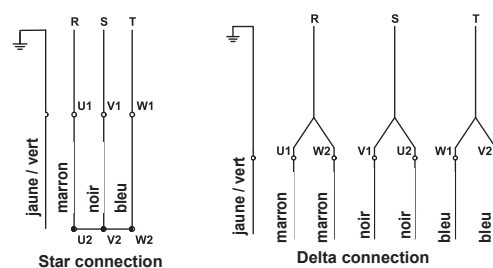 R S T
U1 V1 W1
jaune / vert
marron
noir
bleu
U2 V2 W2
Star connection
R S T
U1 W2 V1 U2 W1 V2
jaune / vert
marron
marron
noir
noir
bleu
bleu
Delta connection